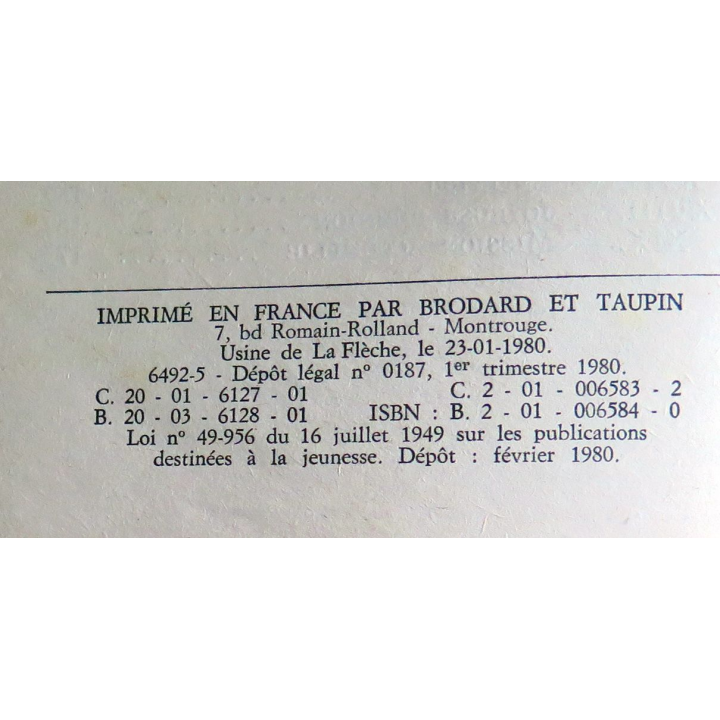 IMPRIMÉ EN FRANCE PAR BRODARD ET TAUPIN
7, bd Romain-Rolland - Montrouge.
Usine de La Flèche, le 23-01-1980.
6492-5 - Dépôt légal nº 0187, 1er trimestre 1980.
C. 20 - 01 - 6127 - 01 C. 2 - 01 - 006583 - 2
B. 20 - 03 - 6128 - 01 ISBN : B. 2 - 01 - 006584 - 0
Loi nº 49-956 du 16 juillet 1949 sur les publications
destinées à la jeunesse. Dépôt : février 1980.